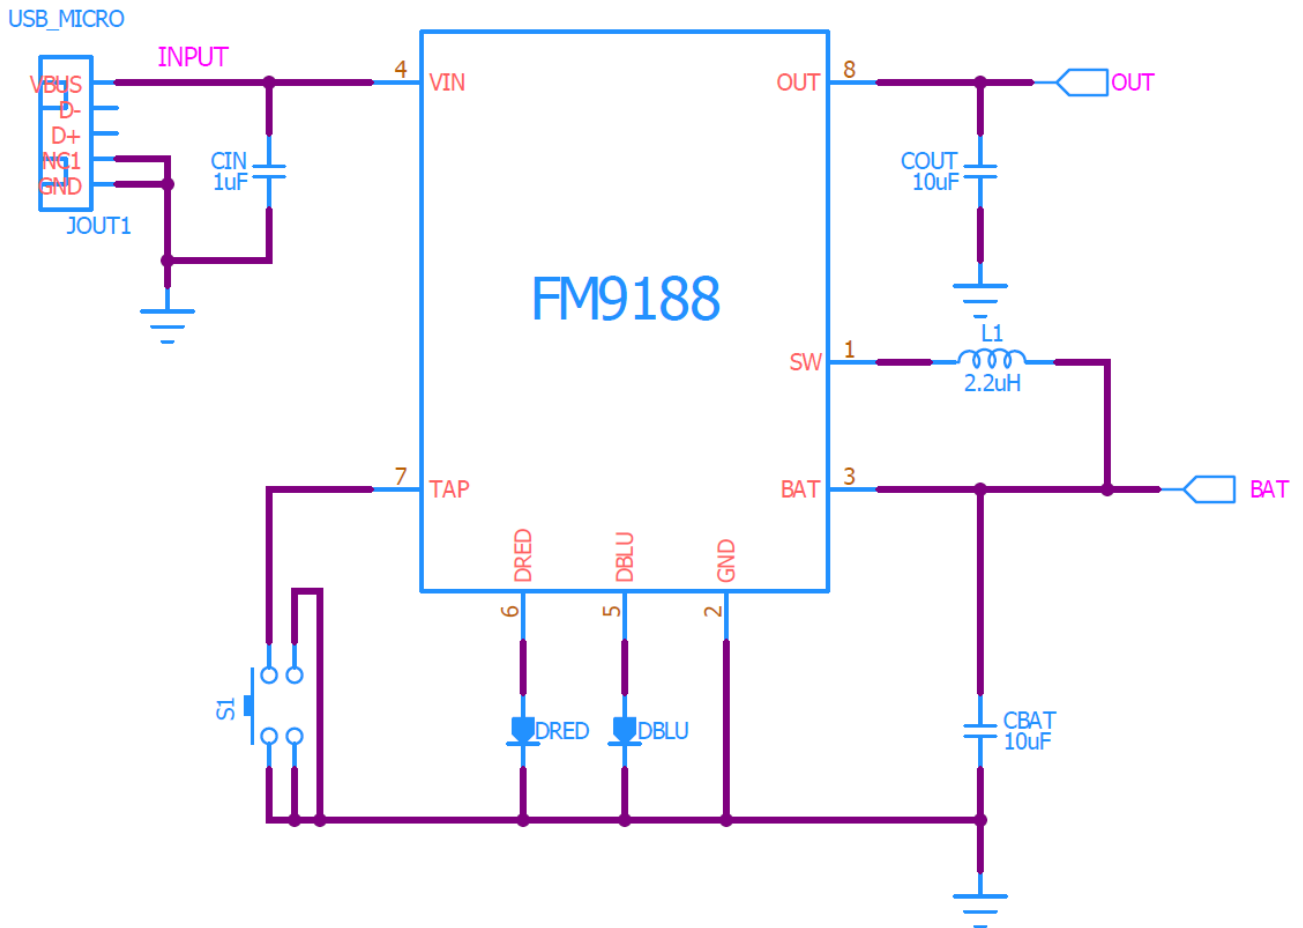 USB_MICRO
INPUT
VBUS
D-
D+
NC1
GND
JOUT1
CIN
1uF
4
VIN
OUT
8
OUT
COUT
10uF
FM9188
SW
1
L1
2.2uH
7
TAP
BAT
3
BAT
DRED
DBLU
GND
6
5
2
S1
DRED
DBLU
CBAT
10uF